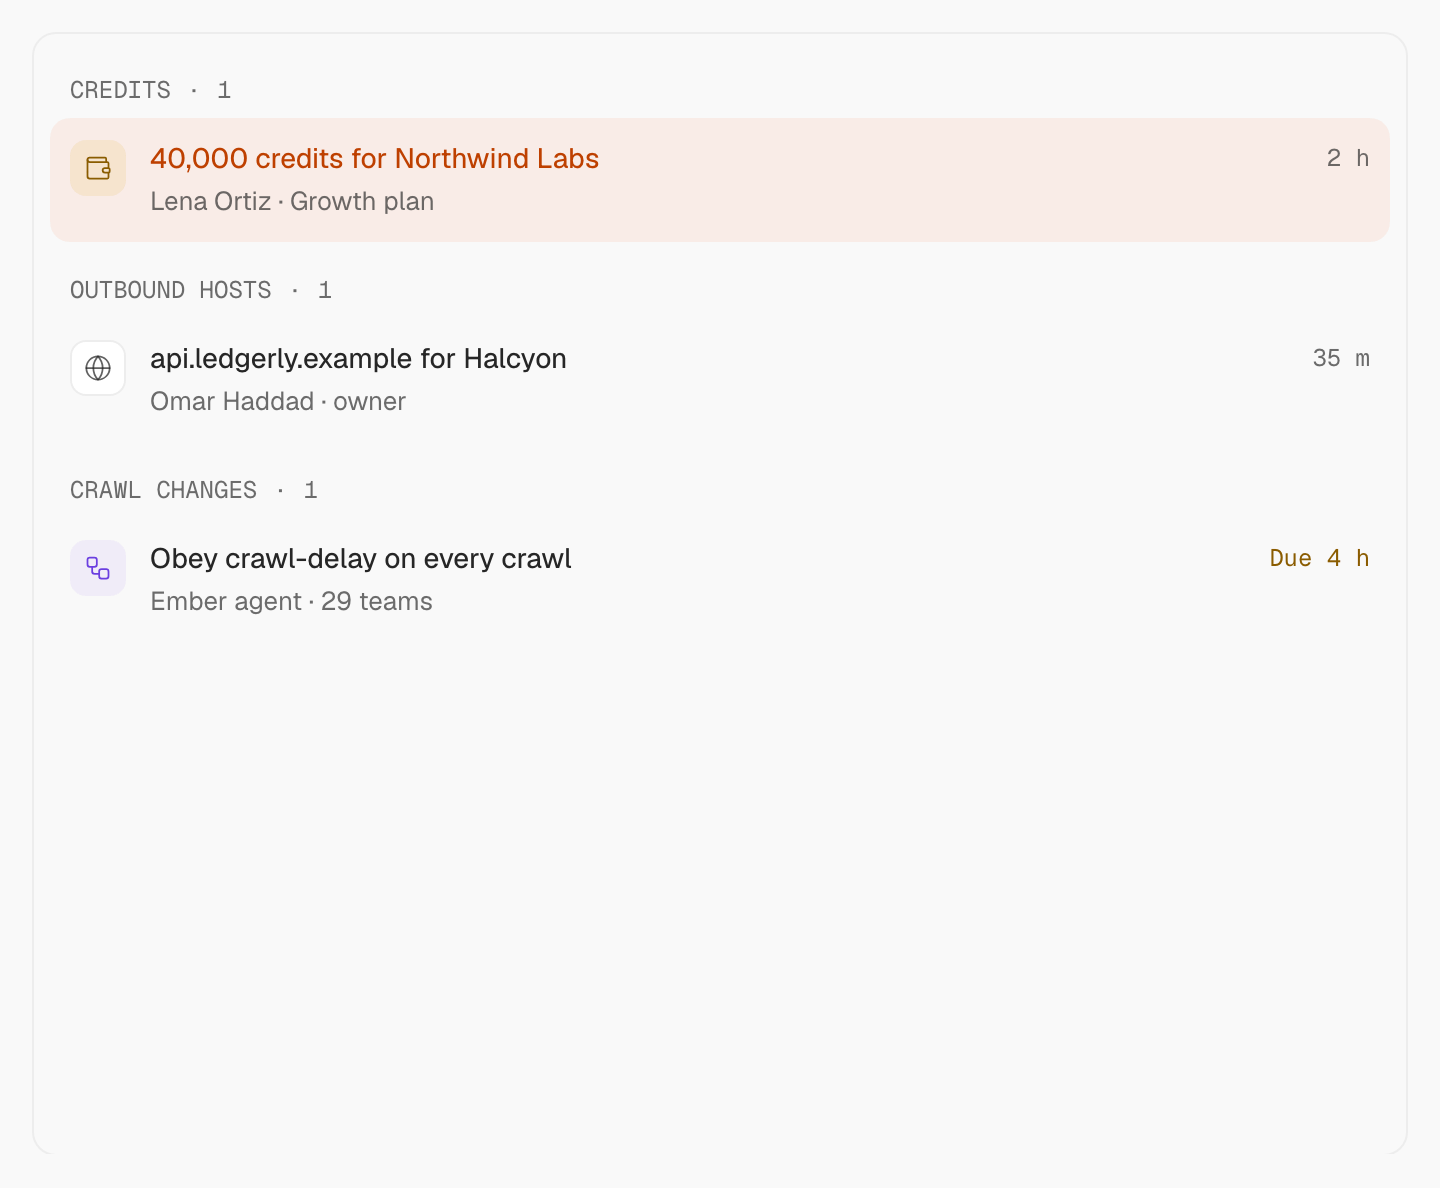 CREDITS · 1
40,000 credits for Northwind Labs
2 h
Lena Ortiz · Growth plan
OUTBOUND HOSTS · 1
api.ledgerly.example for Halcyon
35 m
Omar Haddad · owner
CRAWL CHANGES · 1
Obey crawl-delay on every crawl
Due 4 h
Ember agent · 29 teams